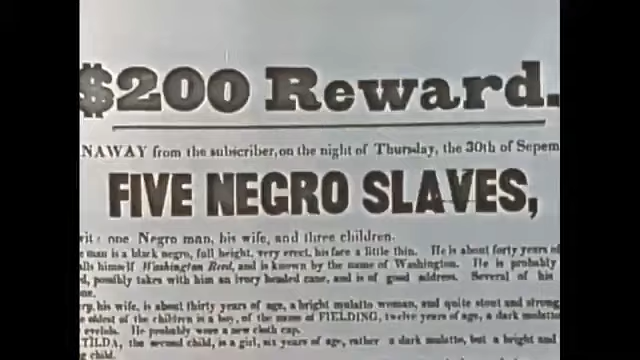 $200 Reward.
NAWAY from the subscriber, on the night of Thursday, the 30th of Sepem
FIVE NEGRO SLAVES,
wit: one Negro man, his wife, and three children.
man is a black negro, full height, very erect, his face a little thin. He is about forty years of
lls himself Washington Reed, and is known by the name of Washington. He is probably
d, possibly takes with him an ivory headed cane, and is of good address. Several of his
ne.
ry, his wife, is about thirty years of age, a bright mulatto woman, and quite stout and strong
e oldest of the children is a boy, of the name of FIELDING, twelve years of age, a dark mulatto
eyelids. He probably wore a new cloth cap.
TILDA, the second child, is a girl, six years of age, rather a dark mulatto, but a bright and
g child.